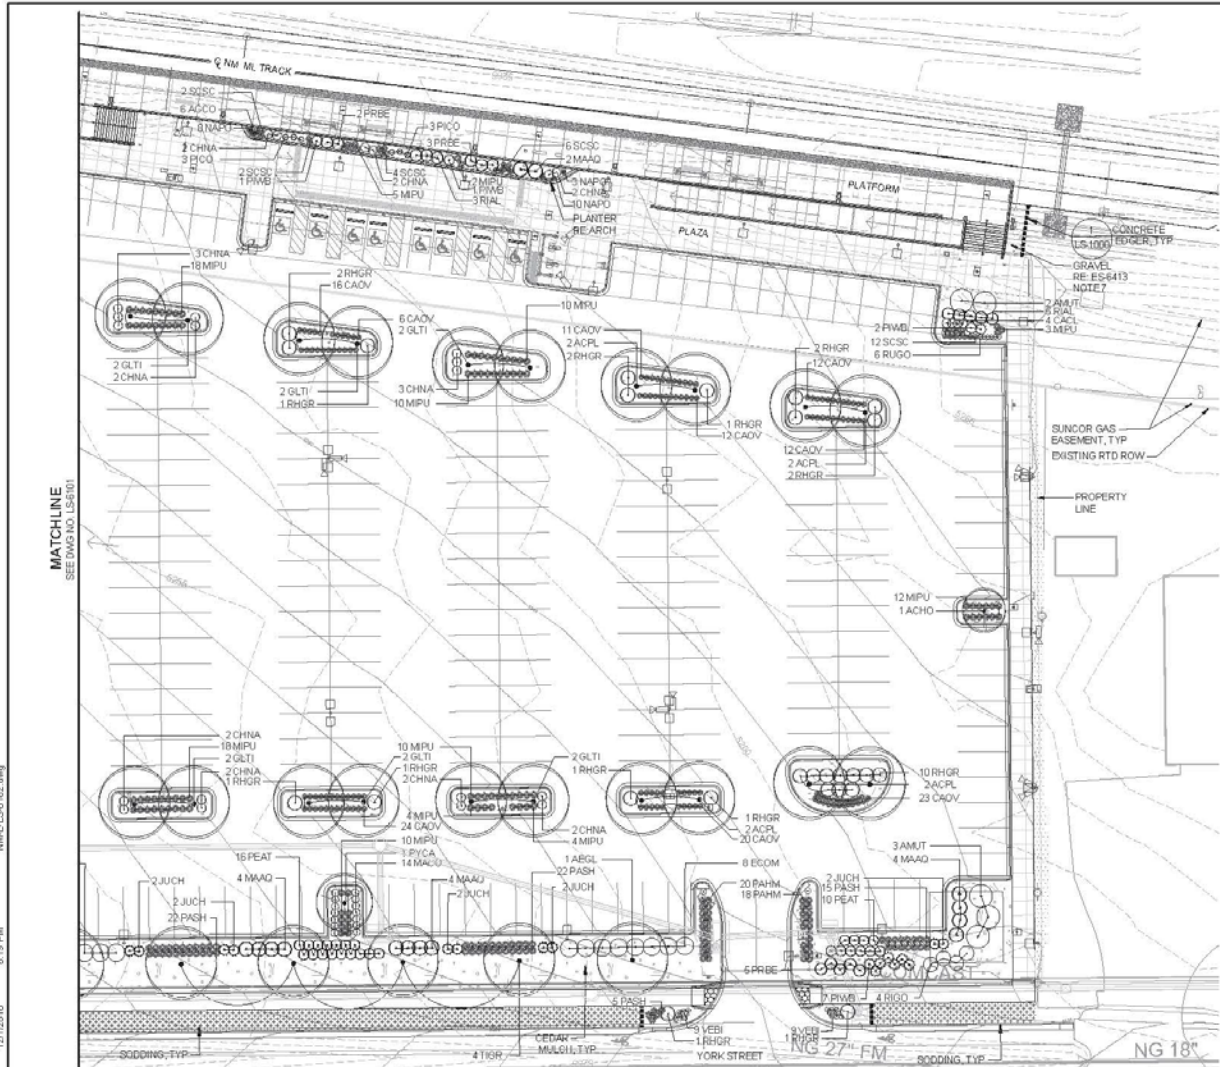 ℄ NM ML TRACK
2 SCSC
6 AGCO
8 NAPO
2 CHNA
3 PICO
2 PRBE
3 PICO
3 PRBE
6 SCSC
2 MAAQ
2 SCSC
1 PIWB
4 SCSC
2 CHNA
5 MIPU
2 MIPU
1 PIWB
3 RIAL
3 NAPO
2 CHNA
10 NAPO
PLANTER
RE: ARCH
PLATFORM
PLAZA
1
LS-1000
CONCRETE
EDGER, TYP
GRAVEL
RE: ES-6413
NOTE 7
3 CHNA
18 MIPU
2 RHGR
16 CAOV
6 CAOV
2 GLTI
10 MIPU
11 CAOV
2 ACPL
2 RHGR
2 RHGR
12 CAOV
2 PIWB
12 SCSC
6 RUGO
2 AMUT
4 CACL
3 MIPU
2 GLTI
2 CHNA
2 GLTI
1 RHGR
3 CHNA
10 MIPU
1 RHGR
12 CAOV
12 CAOV
2 ACPL
2 RHGR
SUNCOR GAS
EASEMENT, TYP
EXISTING RTD ROW
PROPERTY
LINE
MATCHLINE
SEE DWG NO. LS-6101
12 MIPU
1 ACHO
2 CHNA
18 MIPU
2 GLTI
2 CHNA
1 RHGR
10 MIPU
2 GLTI
1 RHGR
2 CHNA
2 GLTI
1 RHGR
10 RHGR
2 ACPL
23 CAOV
4 MIPU
24 CAOV
10 MIPU
1 PYCA
2 CHNA
4 MIPU
1 RHGR
2 ACPL
20 CAOV
3 AMUT
4 MAAQ
16 PEAT
4 MAAQ
2 JUCH
2 JUCH
22 PASH
4 MAAQ
2 JUCH
1 AEGL
22 PASH
2 JUCH
8 ECOM
20 PAHM
18 PAHM
2 JUCH
15 PASH
10 PEAT
5 PRBE
7 PIWB
4 RIGO
5 PASH
9 VEBI
1 RHGR
9 VEBI
1 RHGR
SODDING, TYP
4 TIGR
CEDAR
MULCH, TYP
YORK STREET
NG 27" FM
SODDING, TYP
NG 18"